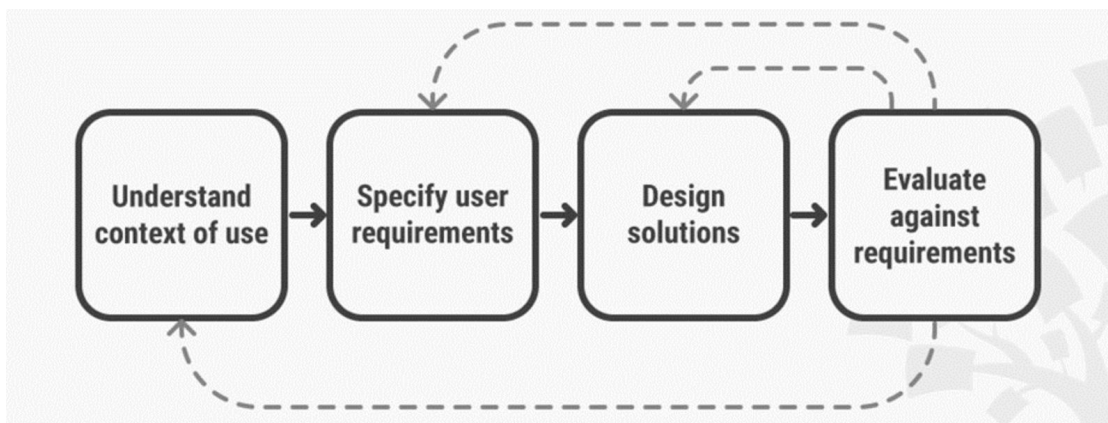 Understand
context of use
Specify user
requirements
Design
solutions
Evaluate
against
requirements